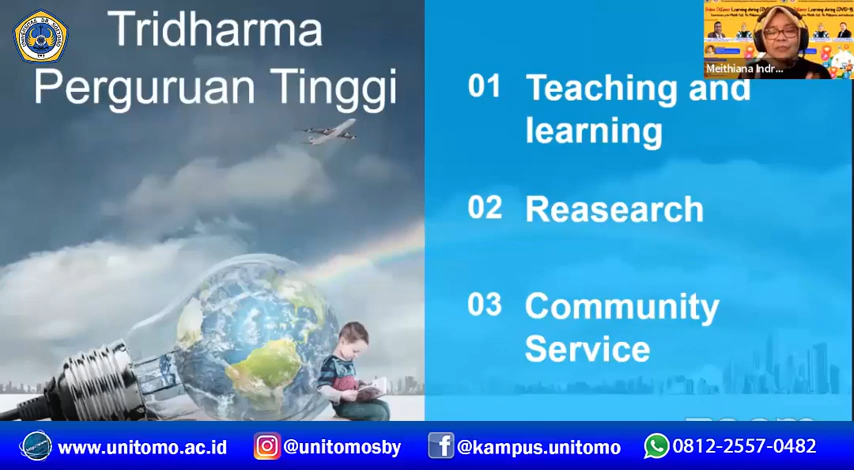 Tridharma
Perguruan Tinggi
01 Teaching and
learning
02 Reasearch
03 Community
Service
Meithiana Indr...
www.unitomo.ac.id @unitomosby @kampus.unitomo 0812-2557-0482